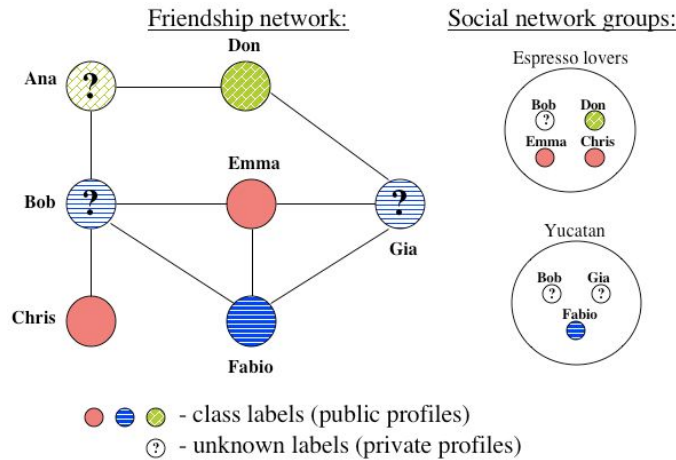 Friendship network:
Social network groups:
Don
Ana
?
Emma
Bob
?
?
Gia
Chris
Fabio
Espresso lovers
Bob
Don
?
Emma
Chris
Yucatan
Bob
Gia
?
?
Fabio
- class labels (public profiles)
? - unknown labels (private profiles)